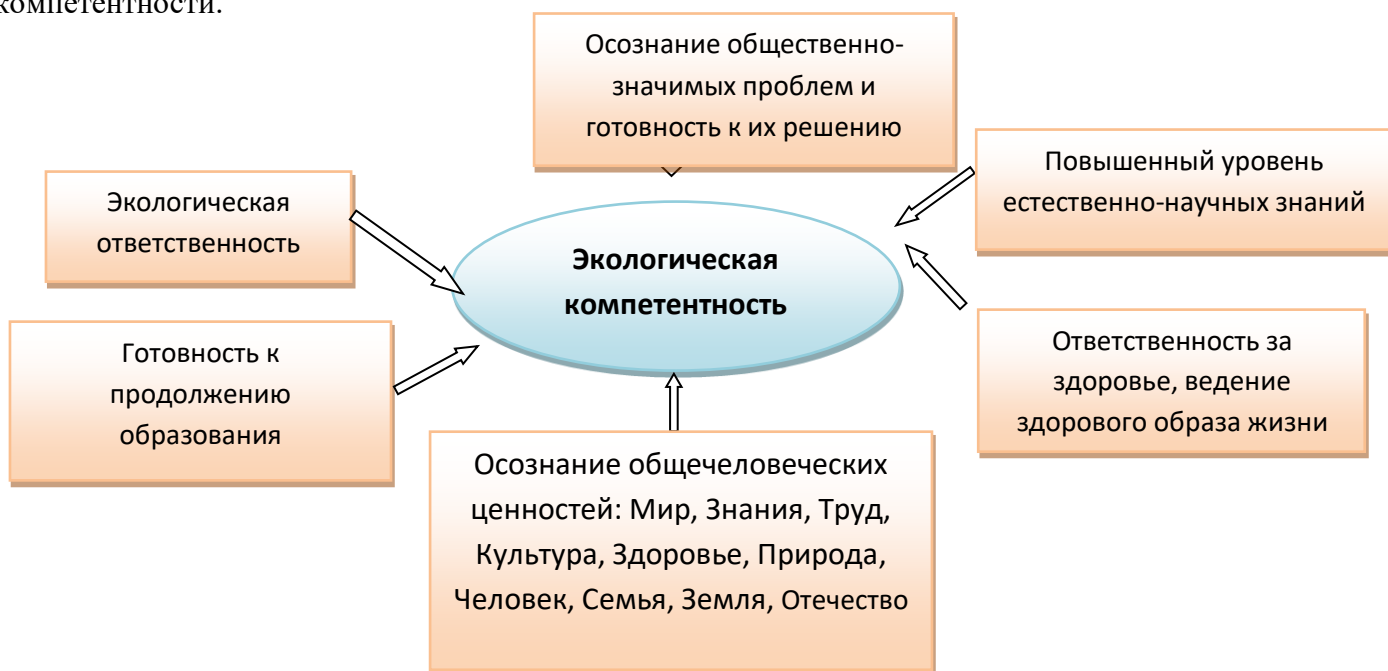 компетентности.
Осознание общественно-
значимых проблем и
готовность к их решению
Повышенный уровень
естественно-научных знаний
Экологическая
ответственность
Экологическая
компетентность
Готовность к
продолжению
образования
Ответственность за
здоровье, ведение
здорового образа жизни
Осознание общечеловеческих
ценностей: Мир, Знания, Труд,
Культура, Здоровье, Природа,
Человек, Семья, Земля, Отечество